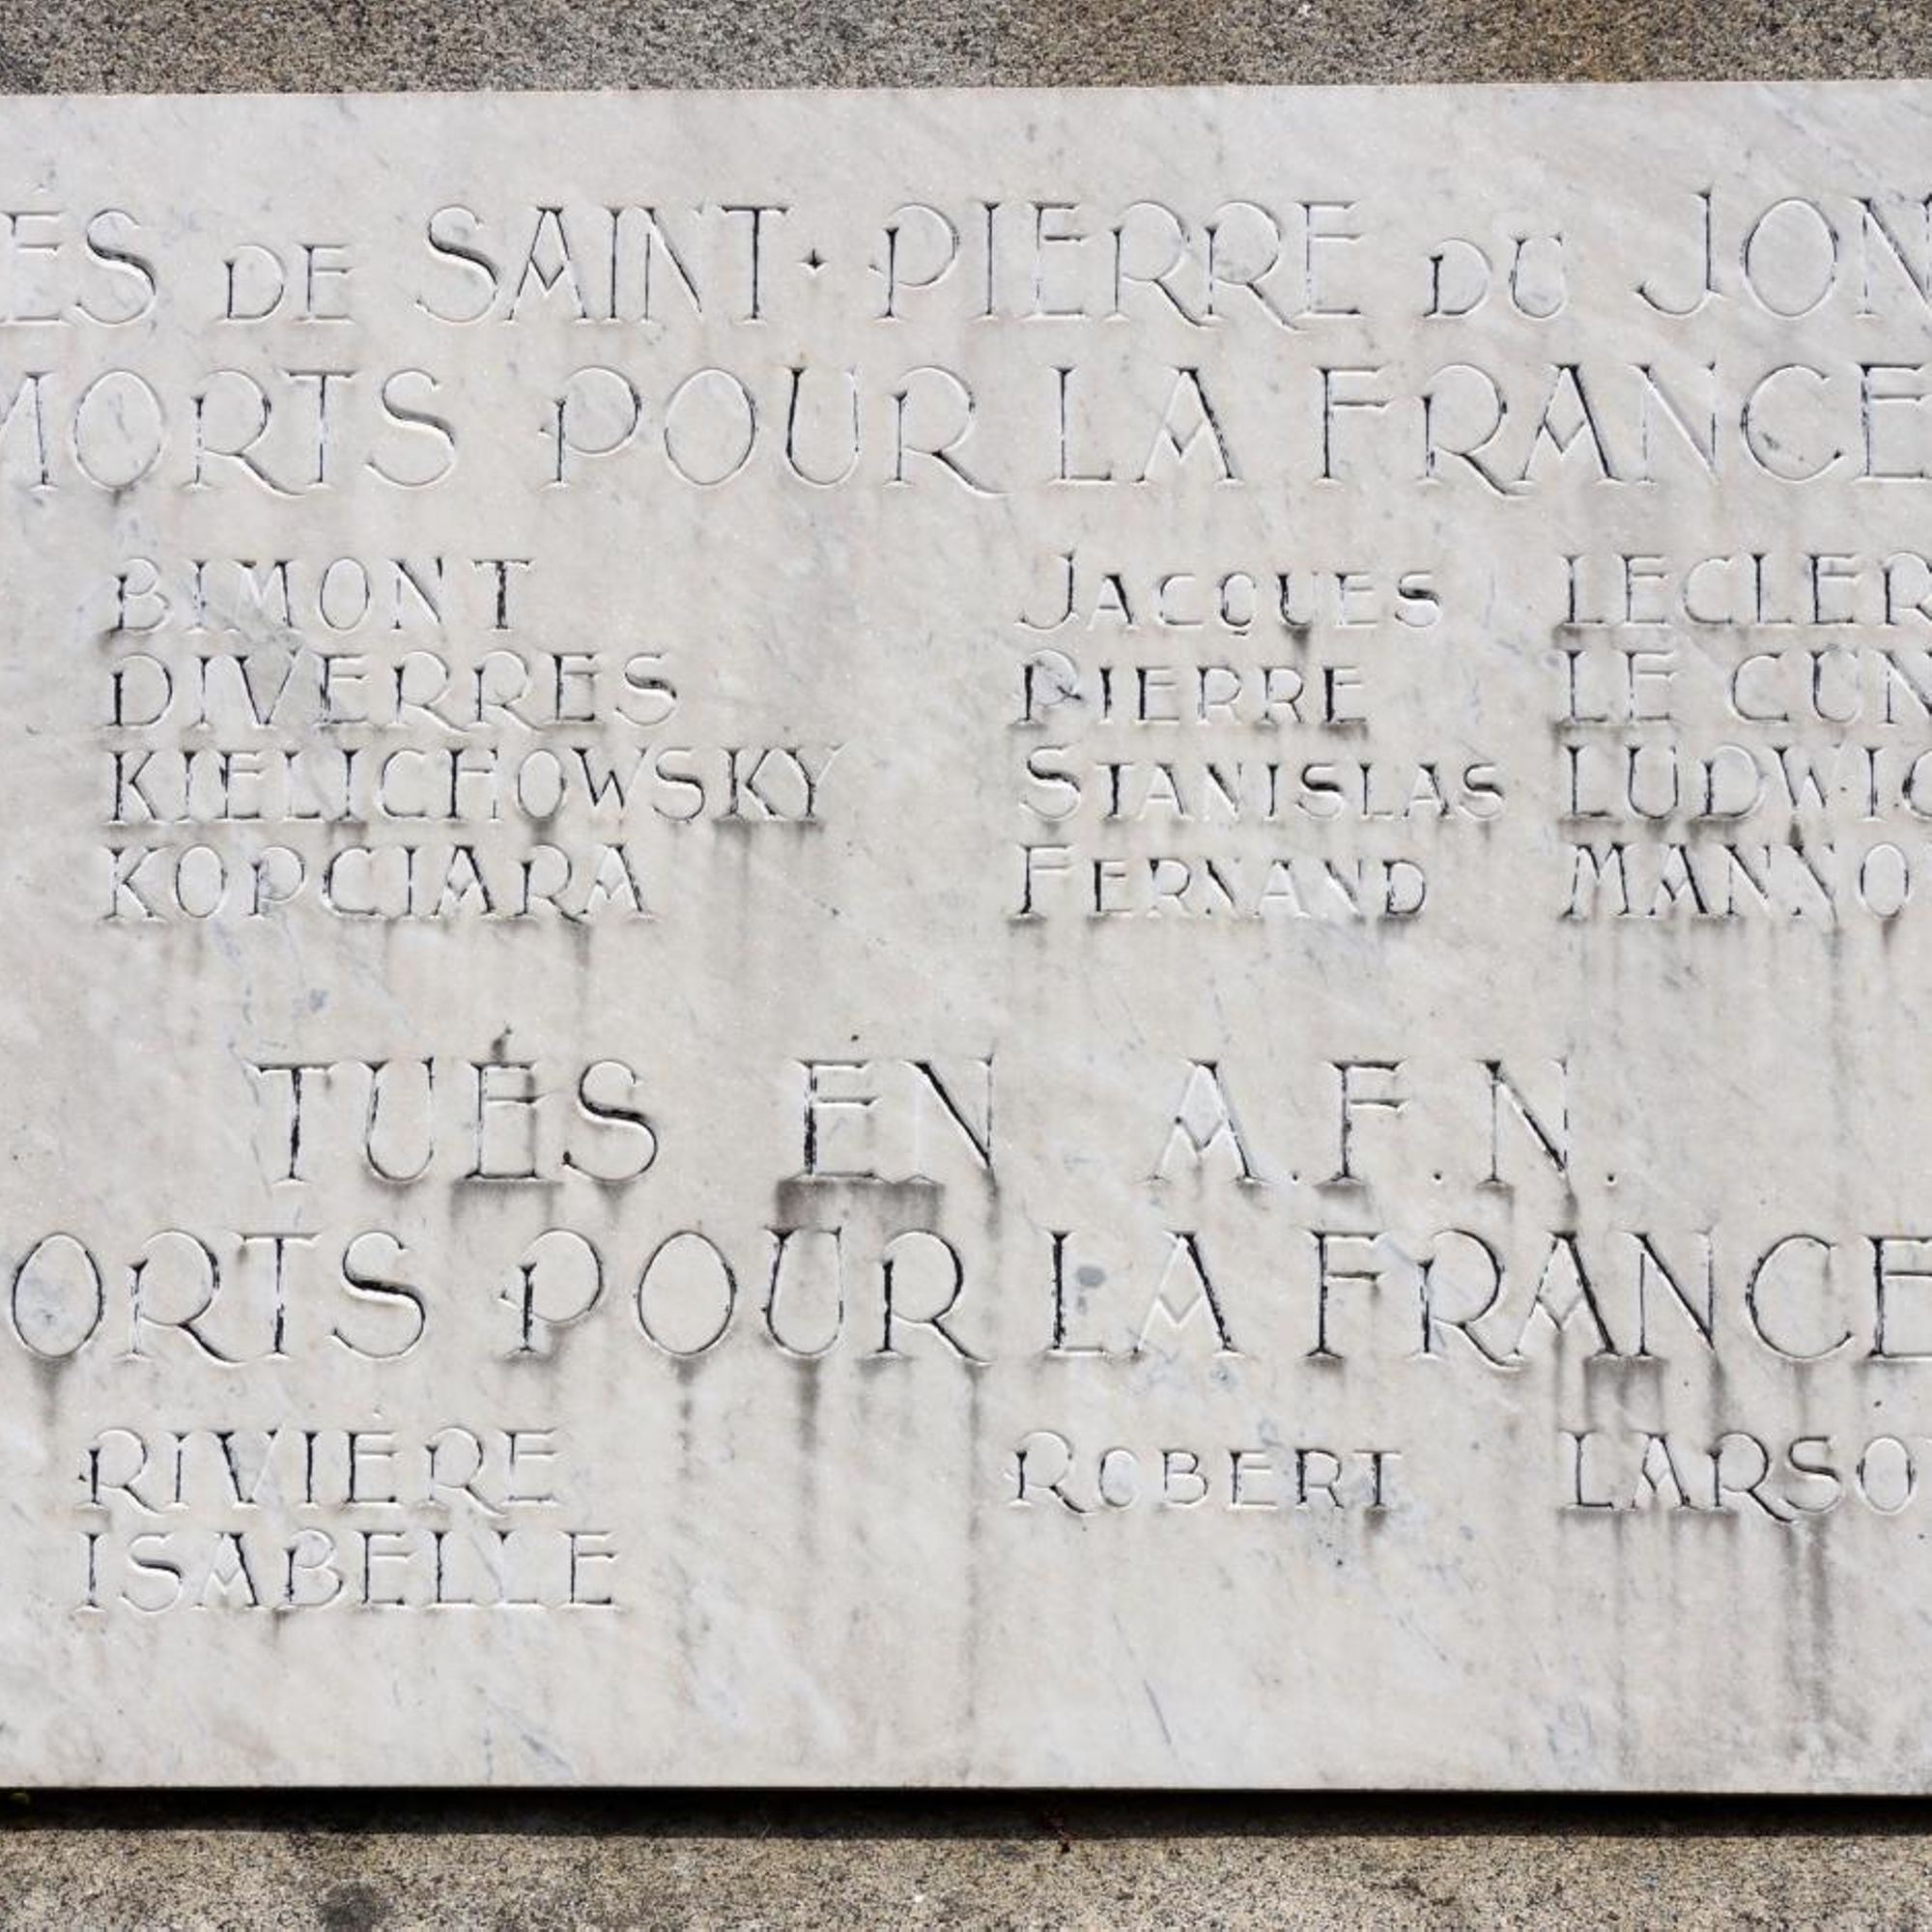 ES DE SAINT-PIERRE DU JON
MORTS POUR LA FRANCE
BIMONT JACQUES LECLER
DIVERRES PIERRE LE CUN
KIELICHOWSKY STANISLAS LUDWIG
KOPCIARA FERNAND MANNO
TUÉS EN A.F.N.
ORTS POUR LA FRANCE
RIVIÈRE ROBERT LARSO
ISABELLE